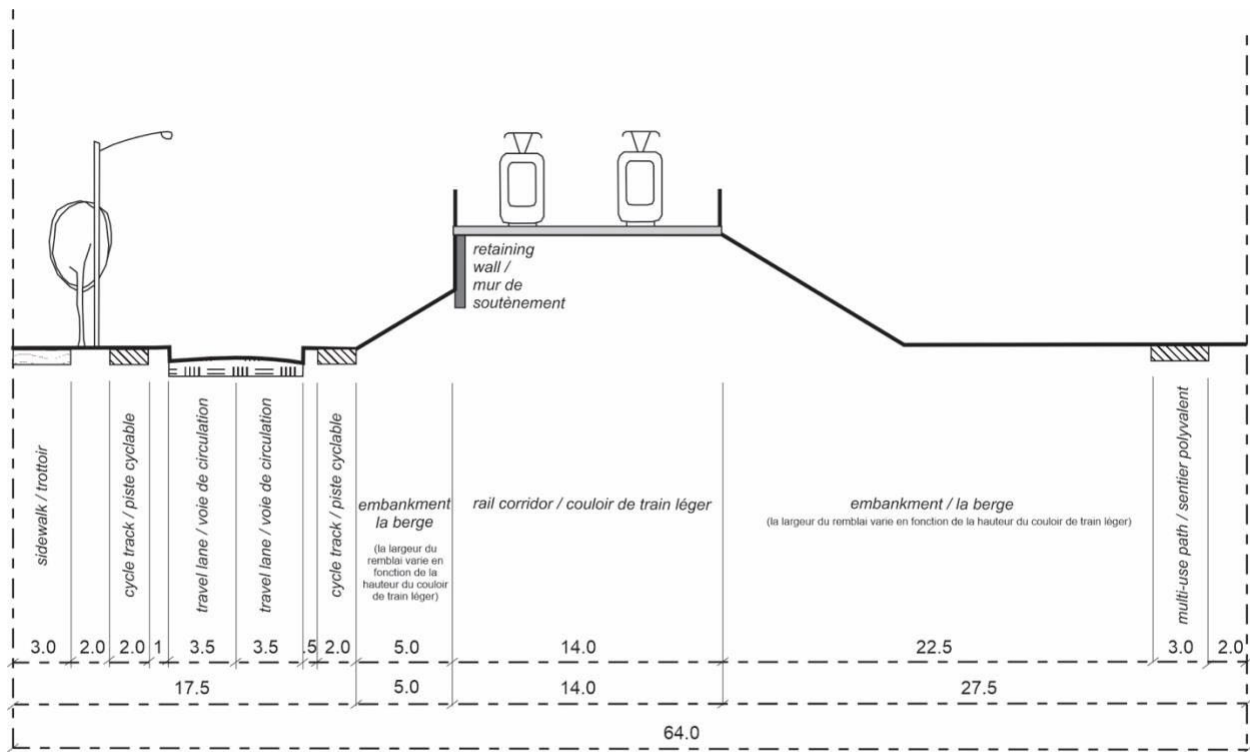 retaining
wall /
mur de
soutènement
sidewalk / trottoir
cycle track / piste cyclable
travel lane / voie de circulation
travel lane / voie de circulation
cycle track / piste cyclable
embankment
la berge
(la largeur du
remblai varie en
fonction de la
hauteur du couloir
de train léger)
rail corridor / couloir de train léger
embankment / la berge
(la largeur du remblai varie en fonction de la hauteur du couloir de train léger)
multi-use path / sentier polyvalent
3.0 2.0 2.0 1 3.5 3.5 .5 2.0 5.0 14.0 22.5 3.0 2.0
17.5 5.0 14.0 27.5
64.0